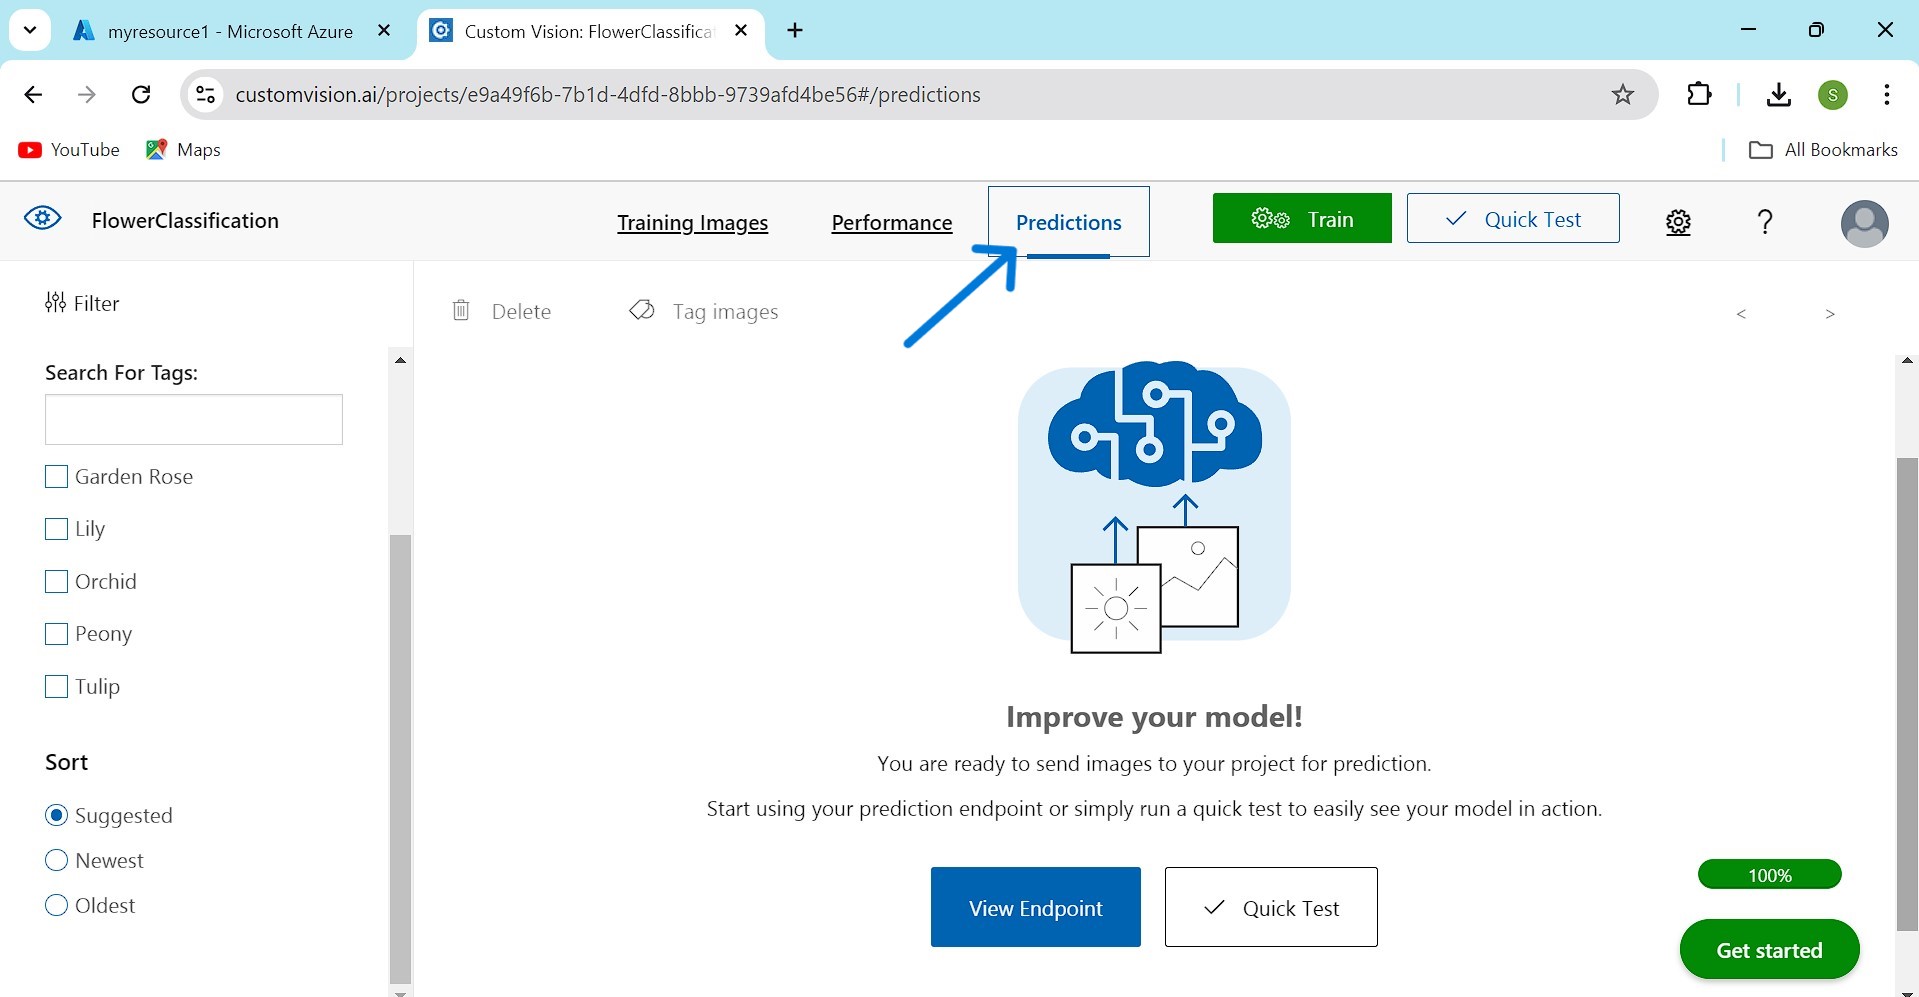 myresource1 - Microsoft Azure
Custom Vision: FlowerClassifica
customvision.ai/projects/e9a49f6b-7b1d-4dfd-8bbb-9739afd4be56#/predictions
S
YouTube
Maps
All Bookmarks
FlowerClassification
Training Images
Performance
Predictions
Train
Quick Test
?
Filter
Delete
Tag images
<
>
Search For Tags:
Garden Rose
Lily
Orchid
Peony
Tulip
Sort
Suggested
Newest
Oldest
Improve your model!
You are ready to send images to your project for prediction.
Start using your prediction endpoint or simply run a quick test to easily see your model in action.
View Endpoint
Quick Test
100%
Get started